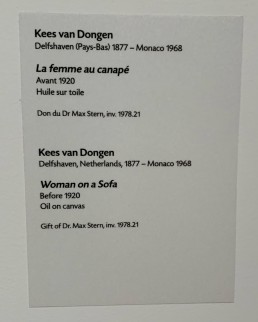 Kees van Dongen
Delfshaven (Pays-Bas) 1877 – Monaco 1968
La femme au canapé
Avant 1920
Huile sur toile
Don du Dr Max Stern, inv. 1978.21
Kees van Dongen
Delfshaven, Netherlands, 1877 – Monaco 1968
Woman on a Sofa
Before 1920
Oil on canvas
Gift of Dr. Max Stern, inv. 1978.21